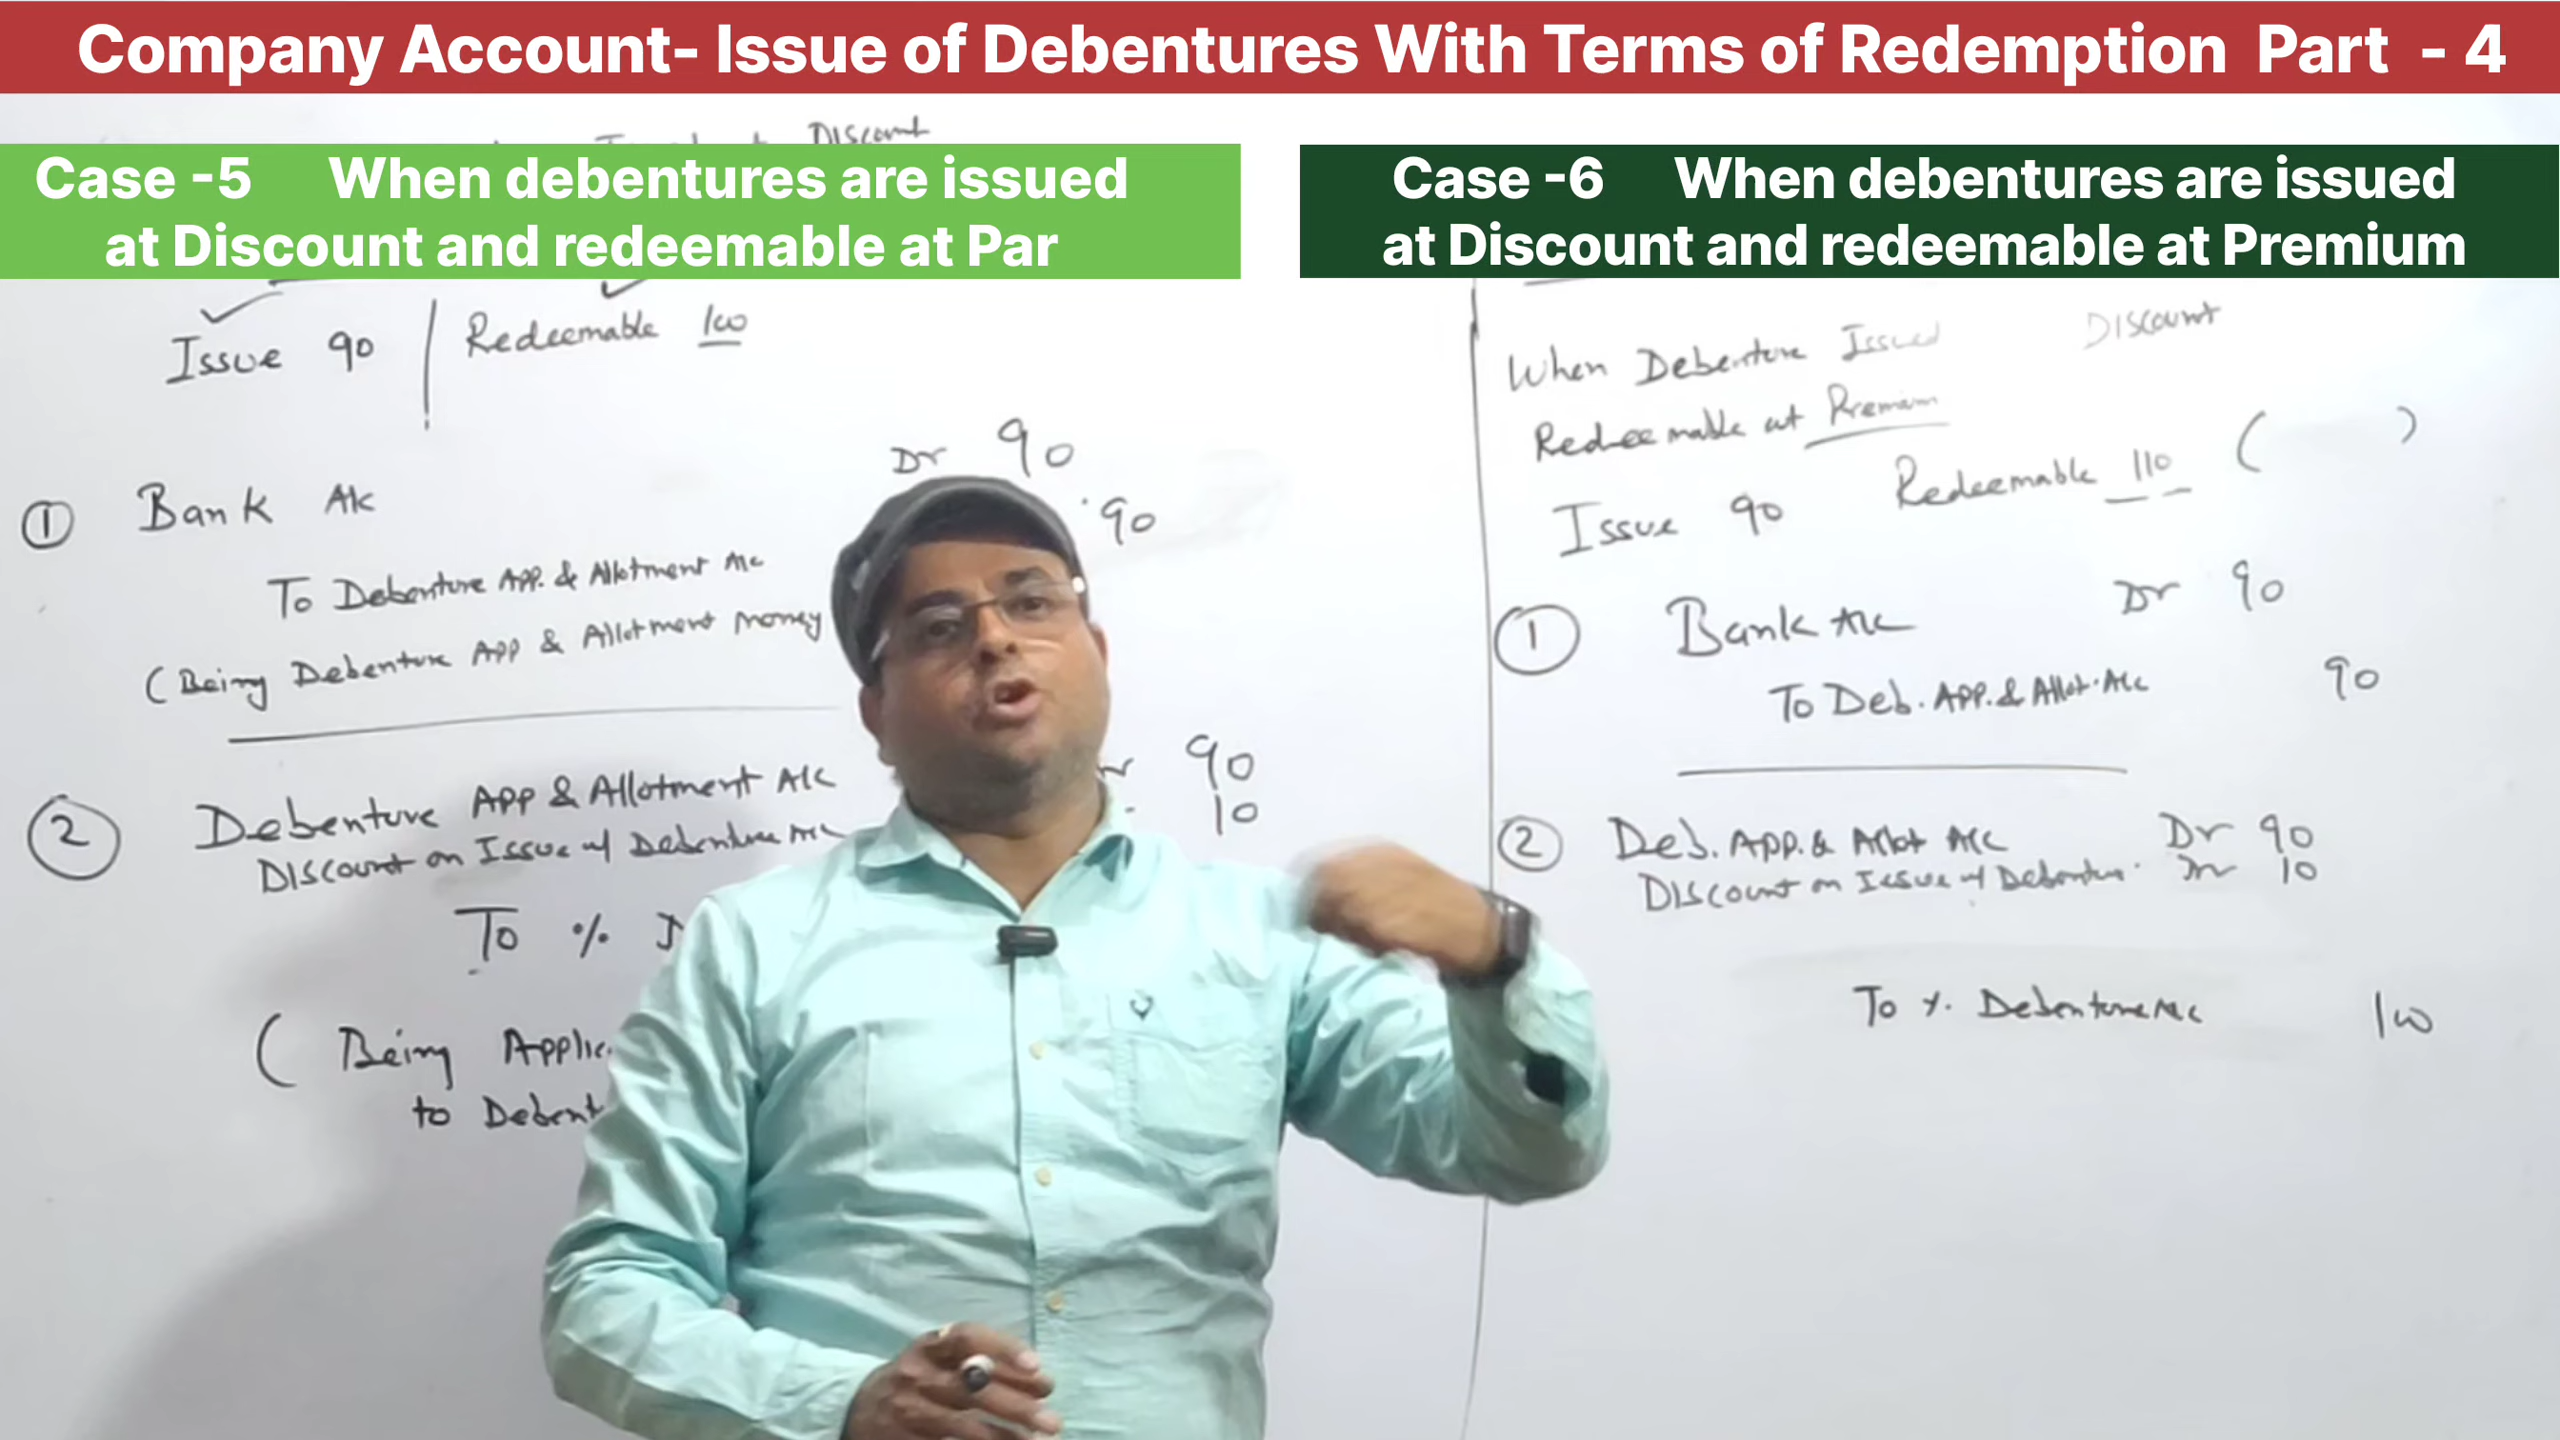 Company Account- Issue of Debentures With Terms of Redemption Part - 4
Discount
Case -5 When debentures are issued
at Discount and redeemable at Par
Issue 90 Redeemable 100
Dr 90
① Bank A/c
90
To Debenture App. & Allotment A/c
(Being Debenture App & Allotment money
② Debenture App & Allotment A/c 90
Discount on Issue of Debenture A/c 10
To %
( Being Applic
to Debent
Case -6 When debentures are issued
at Discount and redeemable at Premium
When Debenture Issued Discount
Redeemable at Premium
Issue 90 Redeemable 110 ( )
① Bank A/c Dr 90
To Deb. App. & Allot. A/c 90
② Deb. App. & Allot A/c Dr 90
Discount on Issue of Debenture Dr 10
To %. Debenture A/c 100